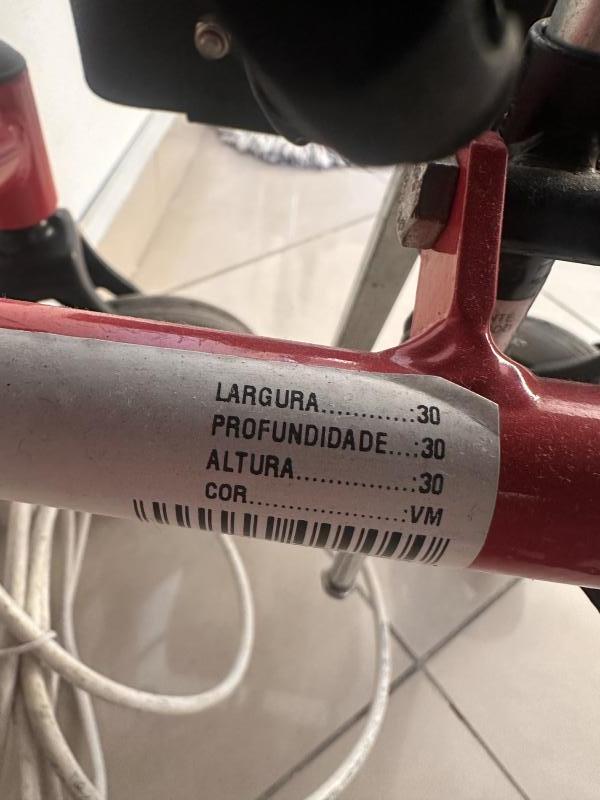 LARGURA............:30
PROFUNDIDADE....:30
ALTURA...............:30
COR....................:VM